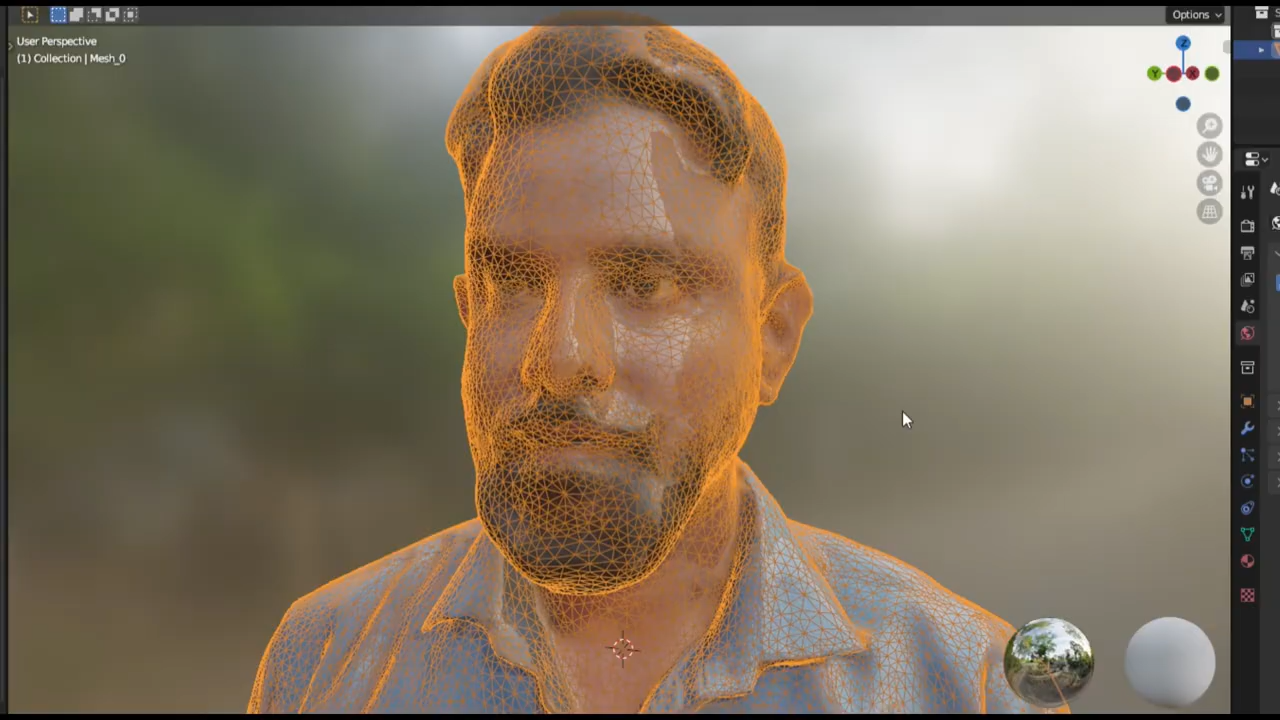 Options
User Perspective
(1) Collection | Mesh_0
Z
Y
X